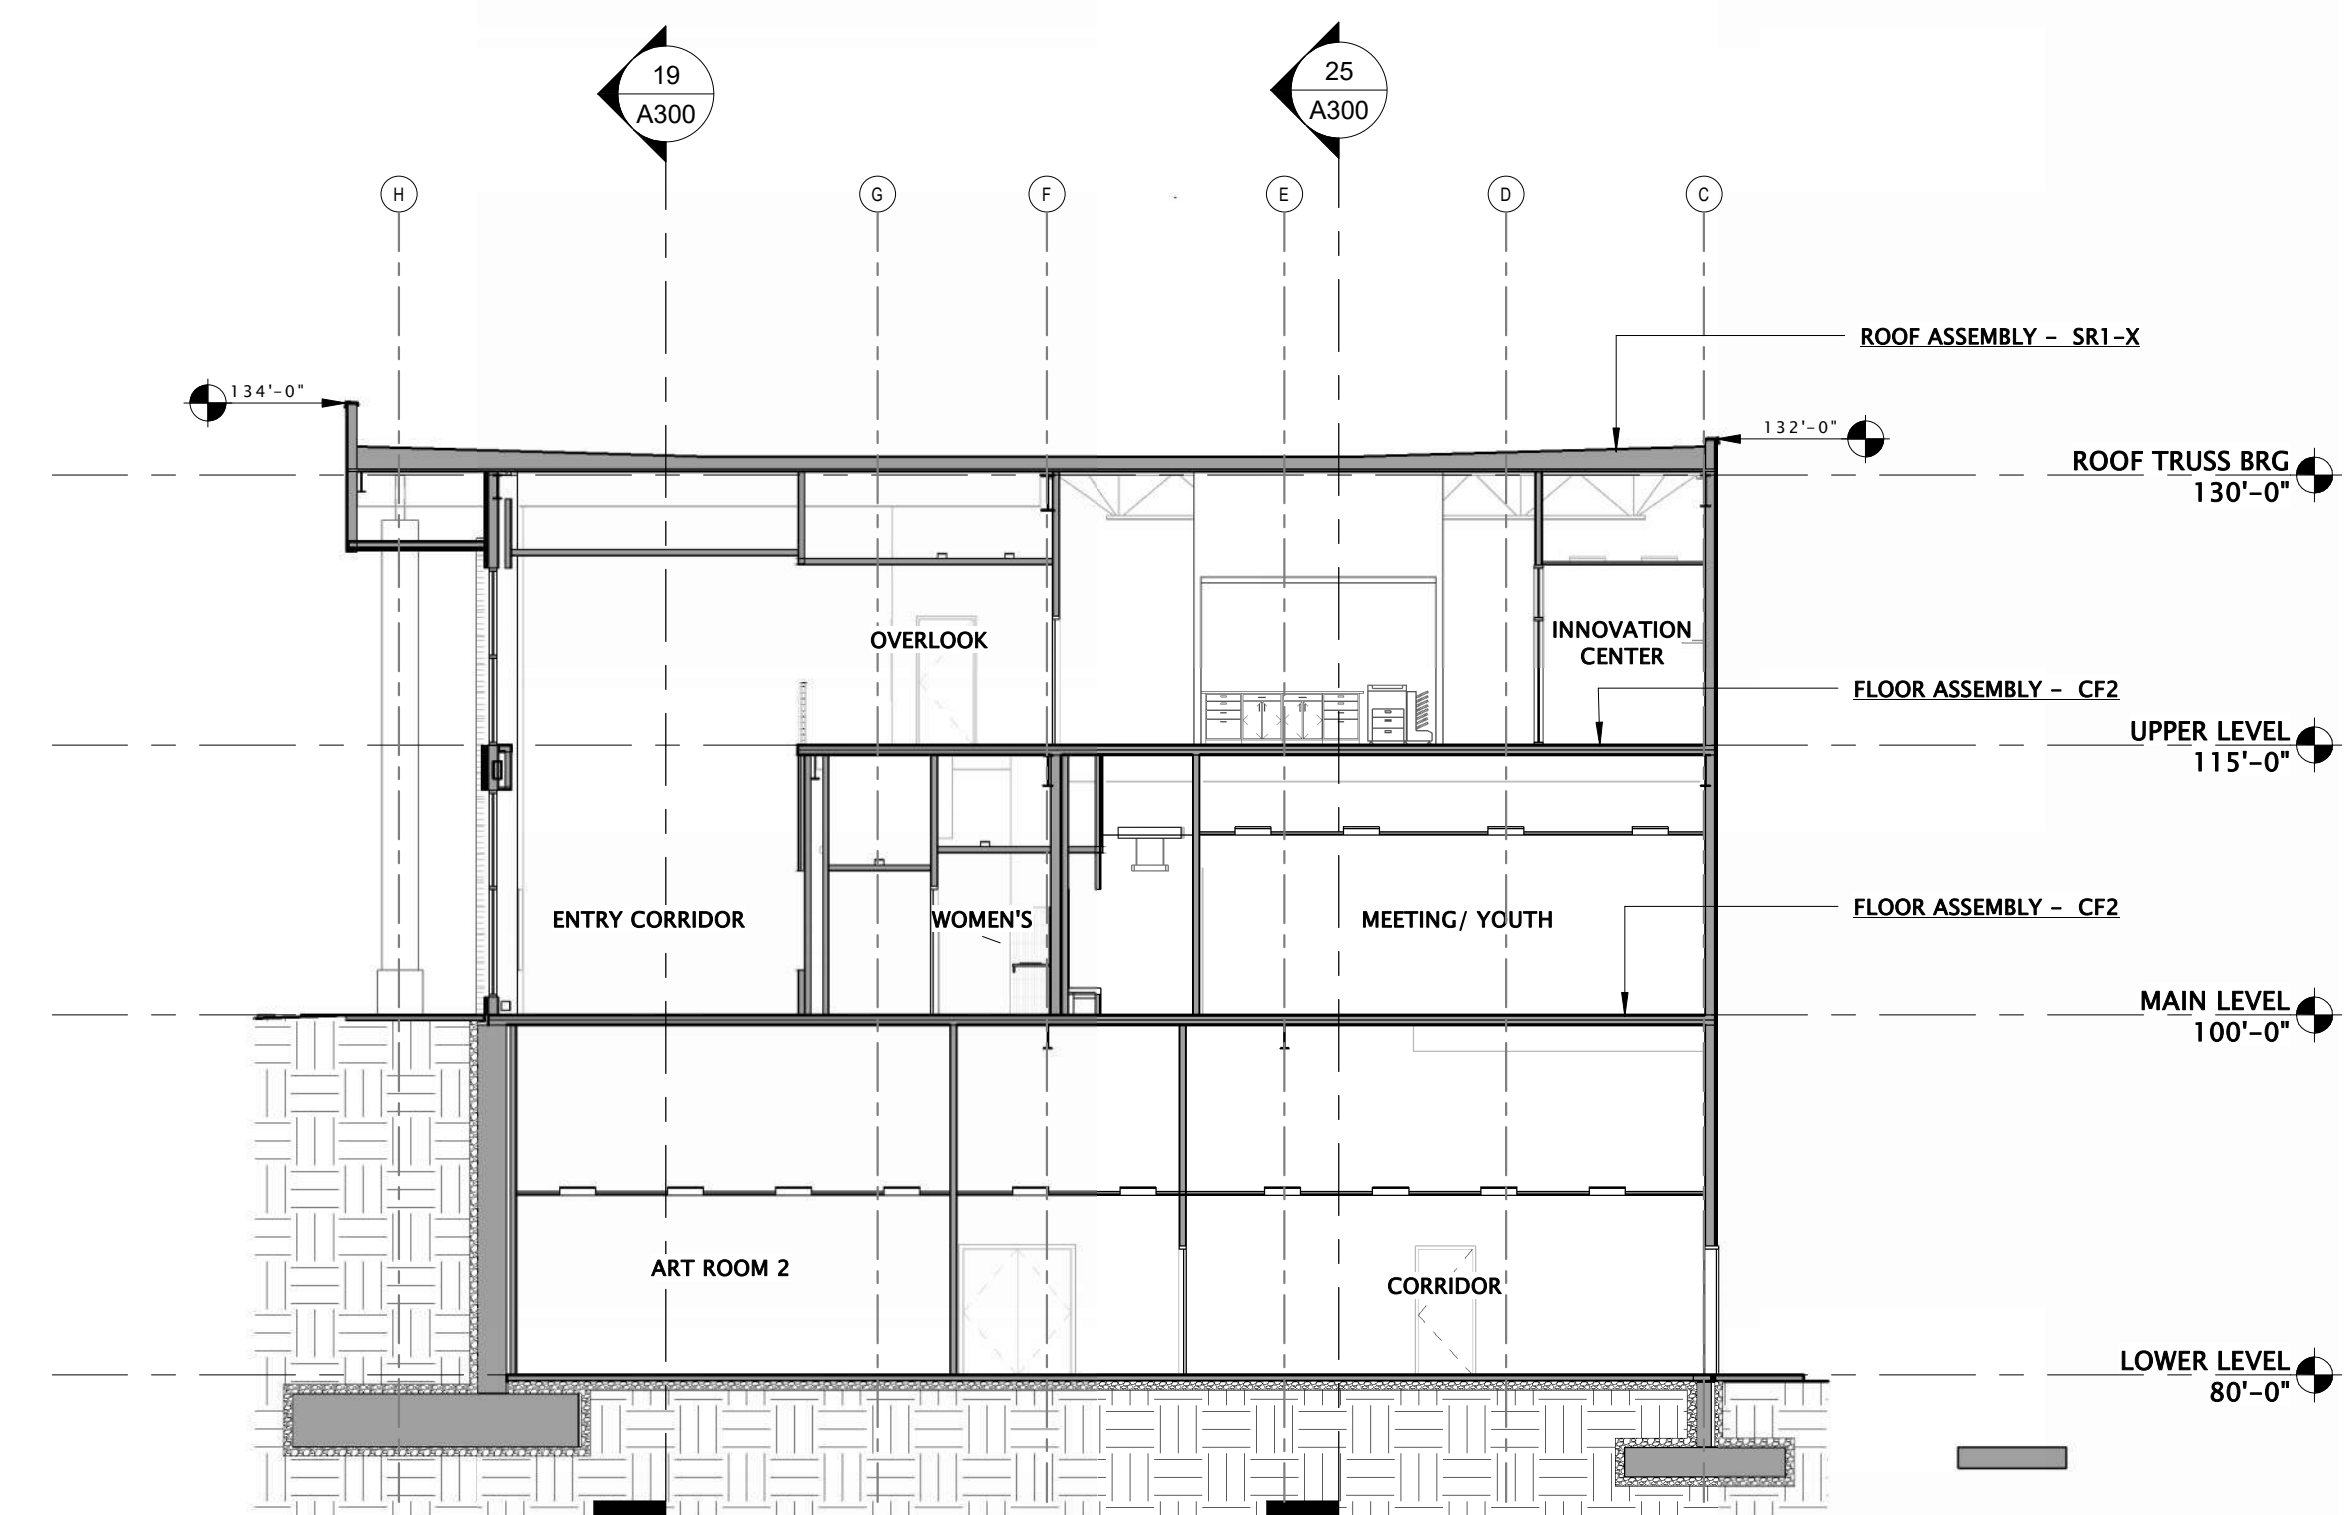 19
A300
25
A300
H
G
F
E
D
C
ROOF ASSEMBLY - SR1-X
134'-0"
132'-0"
ROOF TRUSS BRG
130'-0"
OVERLOOK
INNOVATION
CENTER
FLOOR ASSEMBLY - CF2
UPPER LEVEL
115'-0"
FLOOR ASSEMBLY - CF2
ENTRY CORRIDOR
WOMEN'S
MEETING/ YOUTH
MAIN LEVEL
100'-0"
ART ROOM 2
CORRIDOR
LOWER LEVEL
80'-0"